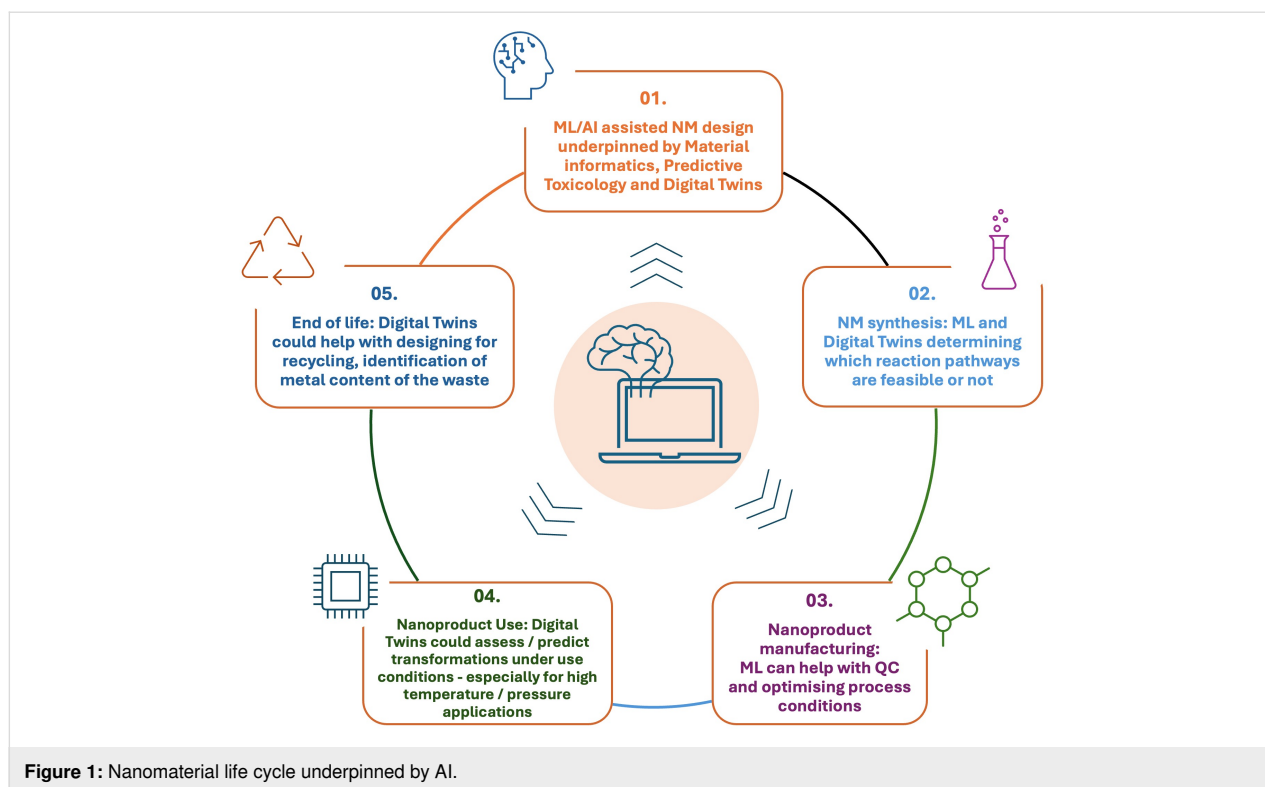 01.
ML/AI assisted NM design
underpinned by Material
informatics, Predictive
Toxicology and Digital Twins
02.
NM synthesis: ML and
Digital Twins determining
which reaction pathways
are feasible or not
03.
Nanoproduct
manufacturing:
ML can help with QC
and optimising process
conditions
04.
Nanoproduct Use: Digital
Twins could assess / predict
transformations under use
conditions - especially for high
temperature / pressure
applications
05.
End of life: Digital Twins
could help with designing for
recycling, identification of
metal content of the waste
Figure 1: Nanomaterial life cycle underpinned by AI.